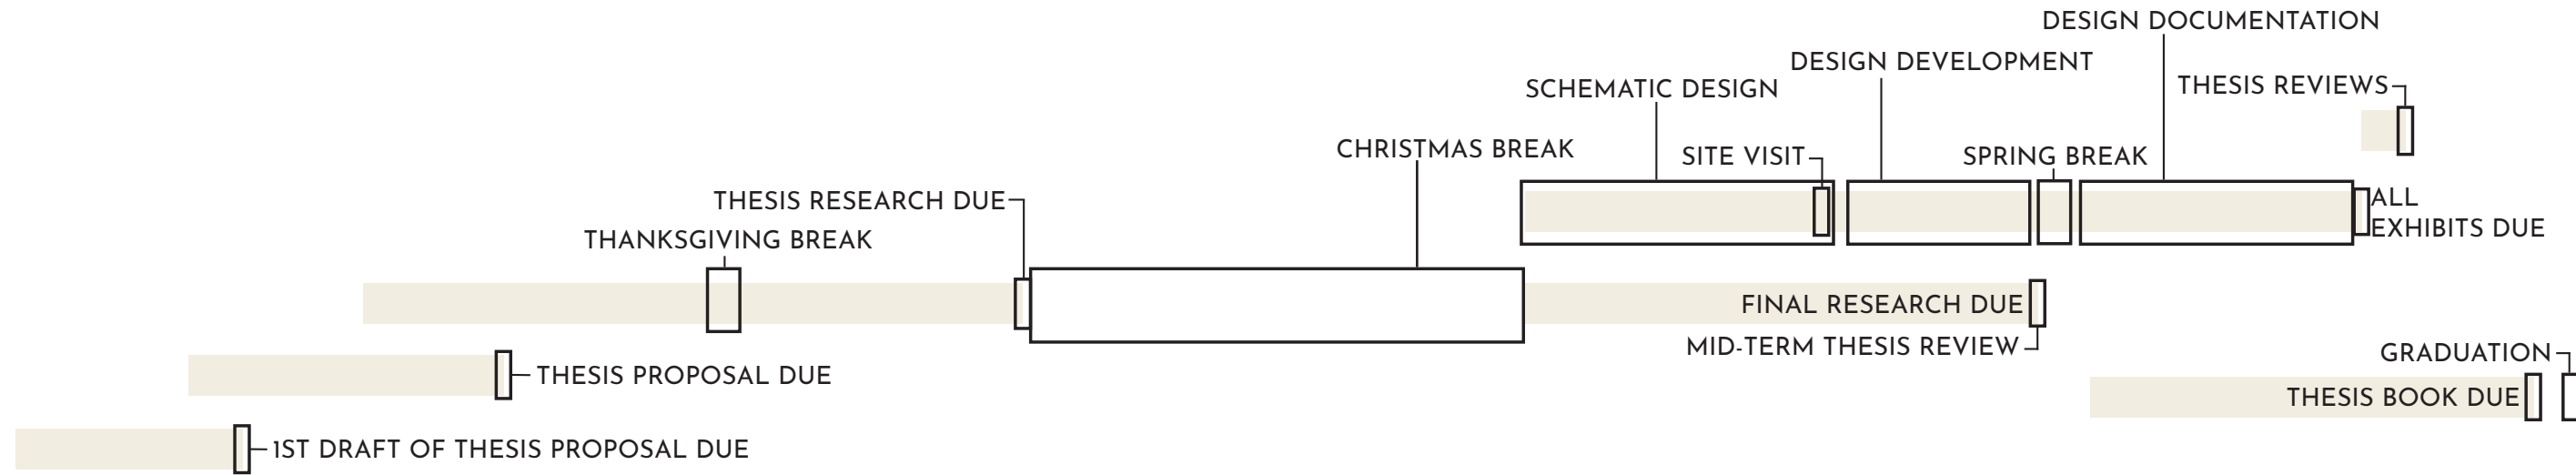 DESIGN DOCUMENTATION
DESIGN DEVELOPMENT
SCHEMATIC DESIGN
THESIS REVIEWS
CHRISTMAS BREAK
SITE VISIT
SPRING BREAK
THESIS RESEARCH DUE
ALL
EXHIBITS DUE
THANKSGIVING BREAK
FINAL RESEARCH DUE
MID-TERM THESIS REVIEW
GRADUATION
THESIS PROPOSAL DUE
THESIS BOOK DUE
1ST DRAFT OF THESIS PROPOSAL DUE